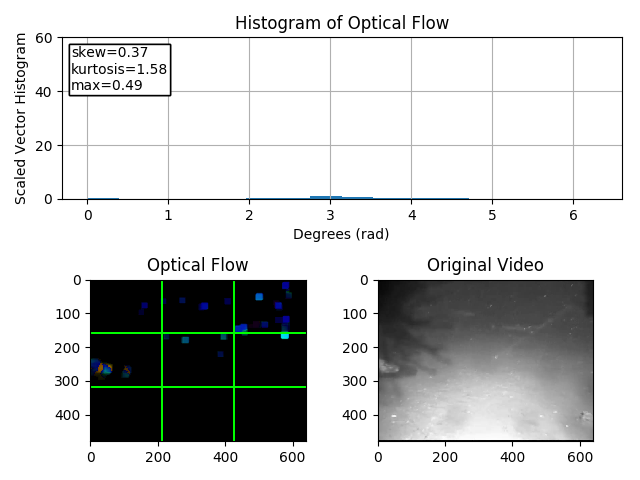 Histogram of Optical Flow
Scaled Vector Histogram
60
40
20
0
skew=0.37
kurtosis=1.58
max=0.49
0 1 2 3 4 5 6
Degrees (rad)
Optical Flow
0
100
200
300
400
0 200 400 600
Original Video
0
100
200
300
400
0 200 400 600